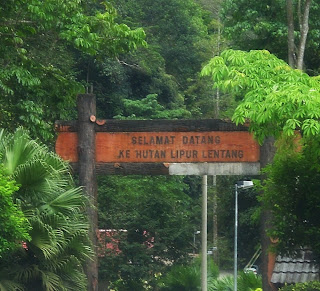 SELAMAT DATANG
KE HUTAN LIPUR LENTANG